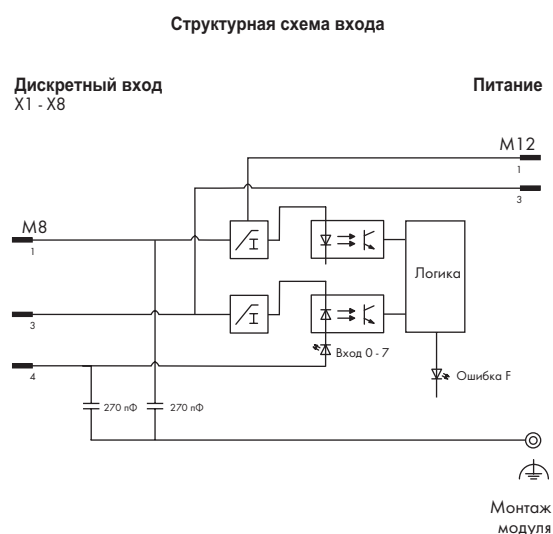 Структурная схема входа
Дискретный вход
X1 - X8
Питание
M12
1
3
M8
1
3
4
I
I
Логика
Вход 0 - 7
Ошибка F
270 пФ
270 пФ
Монтаж
модуля